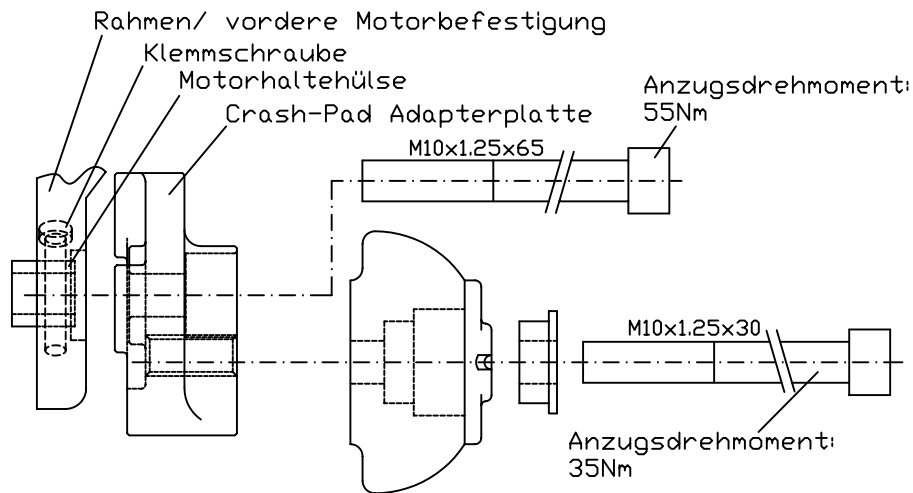 Rahmen/ vordere Motorbefestigung
Klemmschraube
Motorhaltehülse
Crash-Pad Adapterplatte
Anzugsdrehmoment:
55Nm
M10x1.25x65
M10x1.25x30
Anzugsdrehmoment:
35Nm